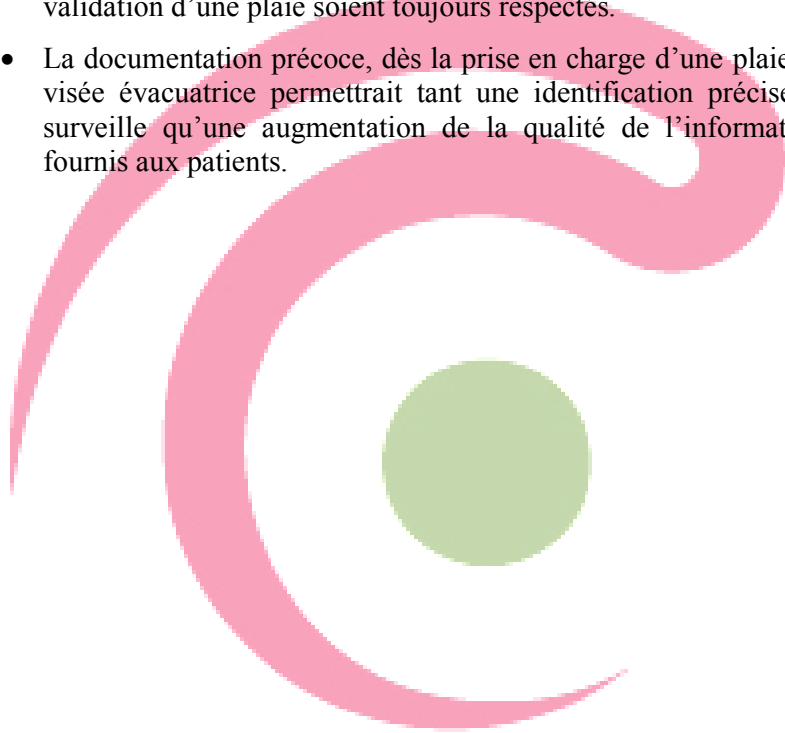 validation d’une plaie soient toujours respectés.
• La documentation précoce, dès la prise en charge d’une plaie
visée évacuatrice permettrait tant une identification précise
surveille qu’une augmentation de la qualité de l’informat
fournis aux patients.